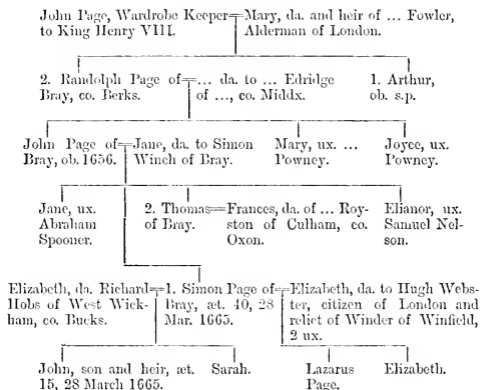 John Page, Wardrobe Keeper=Mary, da. and heir of ... Fowler,
to King Henry VIII. Alderman of London.
2. Randolph Page of=... da. to ... Edridge 1. Arthur,
Bray, co. Berks. of ..., co. Middx. ob. s.p.
John Page of=Jane, da. to Simon Mary, ux. ... Joyce, ux.
Bray, ob. 1656. Winch of Bray. Powney. Powney.
Jane, ux. 2. Thomas=Frances, da. of ... Roy- Elianor, ux.
Abraham of Bray. ston of Culham, co. Samuel Nel-
Spooner. Oxon. son.
Elizabeth, da. Richard=1. Simon Page of=Elizabeth, da. to Hugh Webs-
Hobs of West Wick- Bray, æt. 40, 28 ter, citizen of London and
ham, co. Bucks. Mar. 1665. relict of Winder of Winfield,
2 ux.
John, son and heir, æt. Sarah. Lazarus Elizabeth.
15, 28 March 1665. Page.